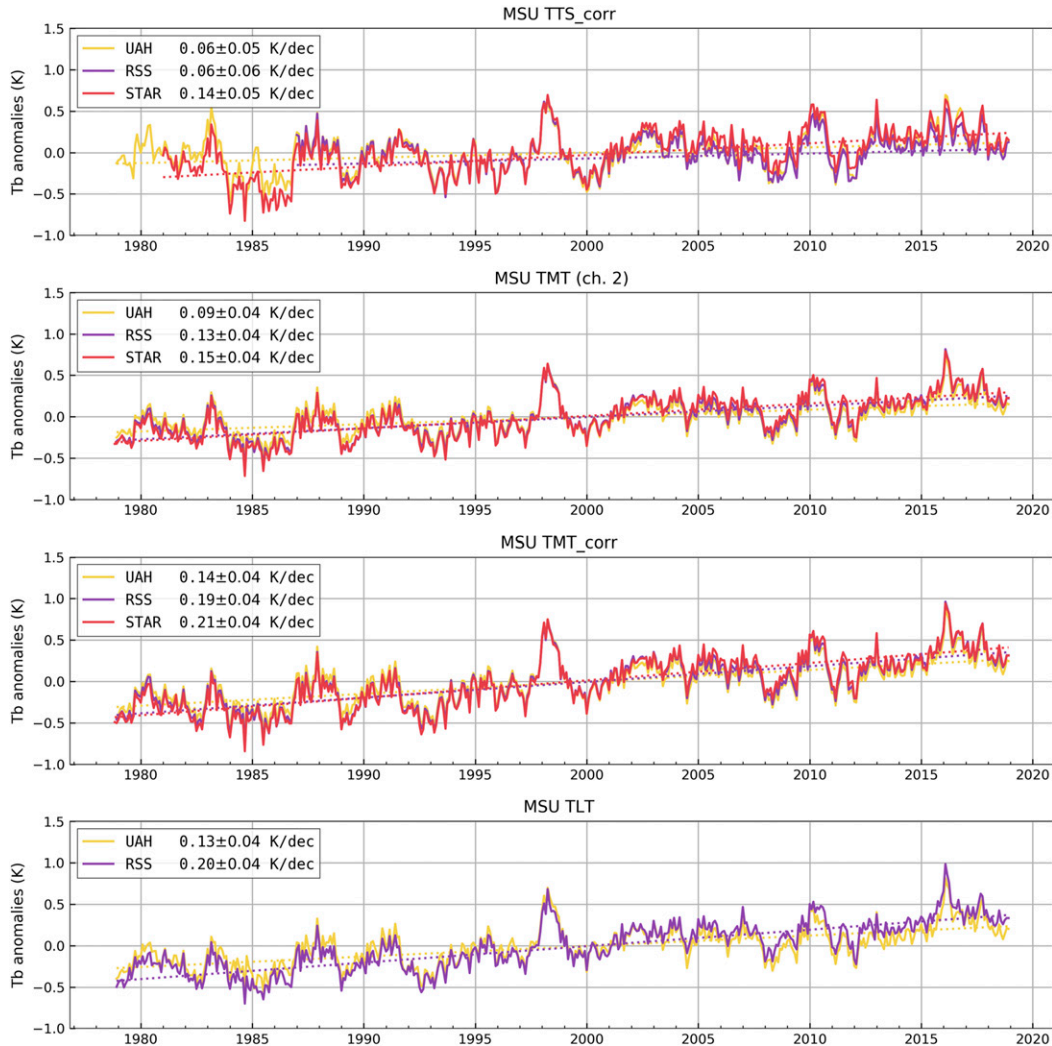 MSU TTS_corr
1.5
1.0
0.5
0.0
−0.5
−1.0
Tb anomalies (K)
UAH 0.06±0.05 K/dec
RSS 0.06±0.06 K/dec
STAR 0.14±0.05 K/dec
1980 1985 1990 1995 2000 2005 2010 2015 2020
MSU TMT (ch. 2)
1.5
1.0
0.5
0.0
−0.5
−1.0
Tb anomalies (K)
UAH 0.09±0.04 K/dec
RSS 0.13±0.04 K/dec
STAR 0.15±0.04 K/dec
1980 1985 1990 1995 2000 2005 2010 2015 2020
MSU TMT_corr
1.5
1.0
0.5
0.0
−0.5
−1.0
Tb anomalies (K)
UAH 0.14±0.04 K/dec
RSS 0.19±0.04 K/dec
STAR 0.21±0.04 K/dec
1980 1985 1990 1995 2000 2005 2010 2015 2020
MSU TLT
1.5
1.0
0.5
0.0
−0.5
−1.0
Tb anomalies (K)
UAH 0.13±0.04 K/dec
RSS 0.20±0.04 K/dec
1980 1985 1990 1995 2000 2005 2010 2015 2020